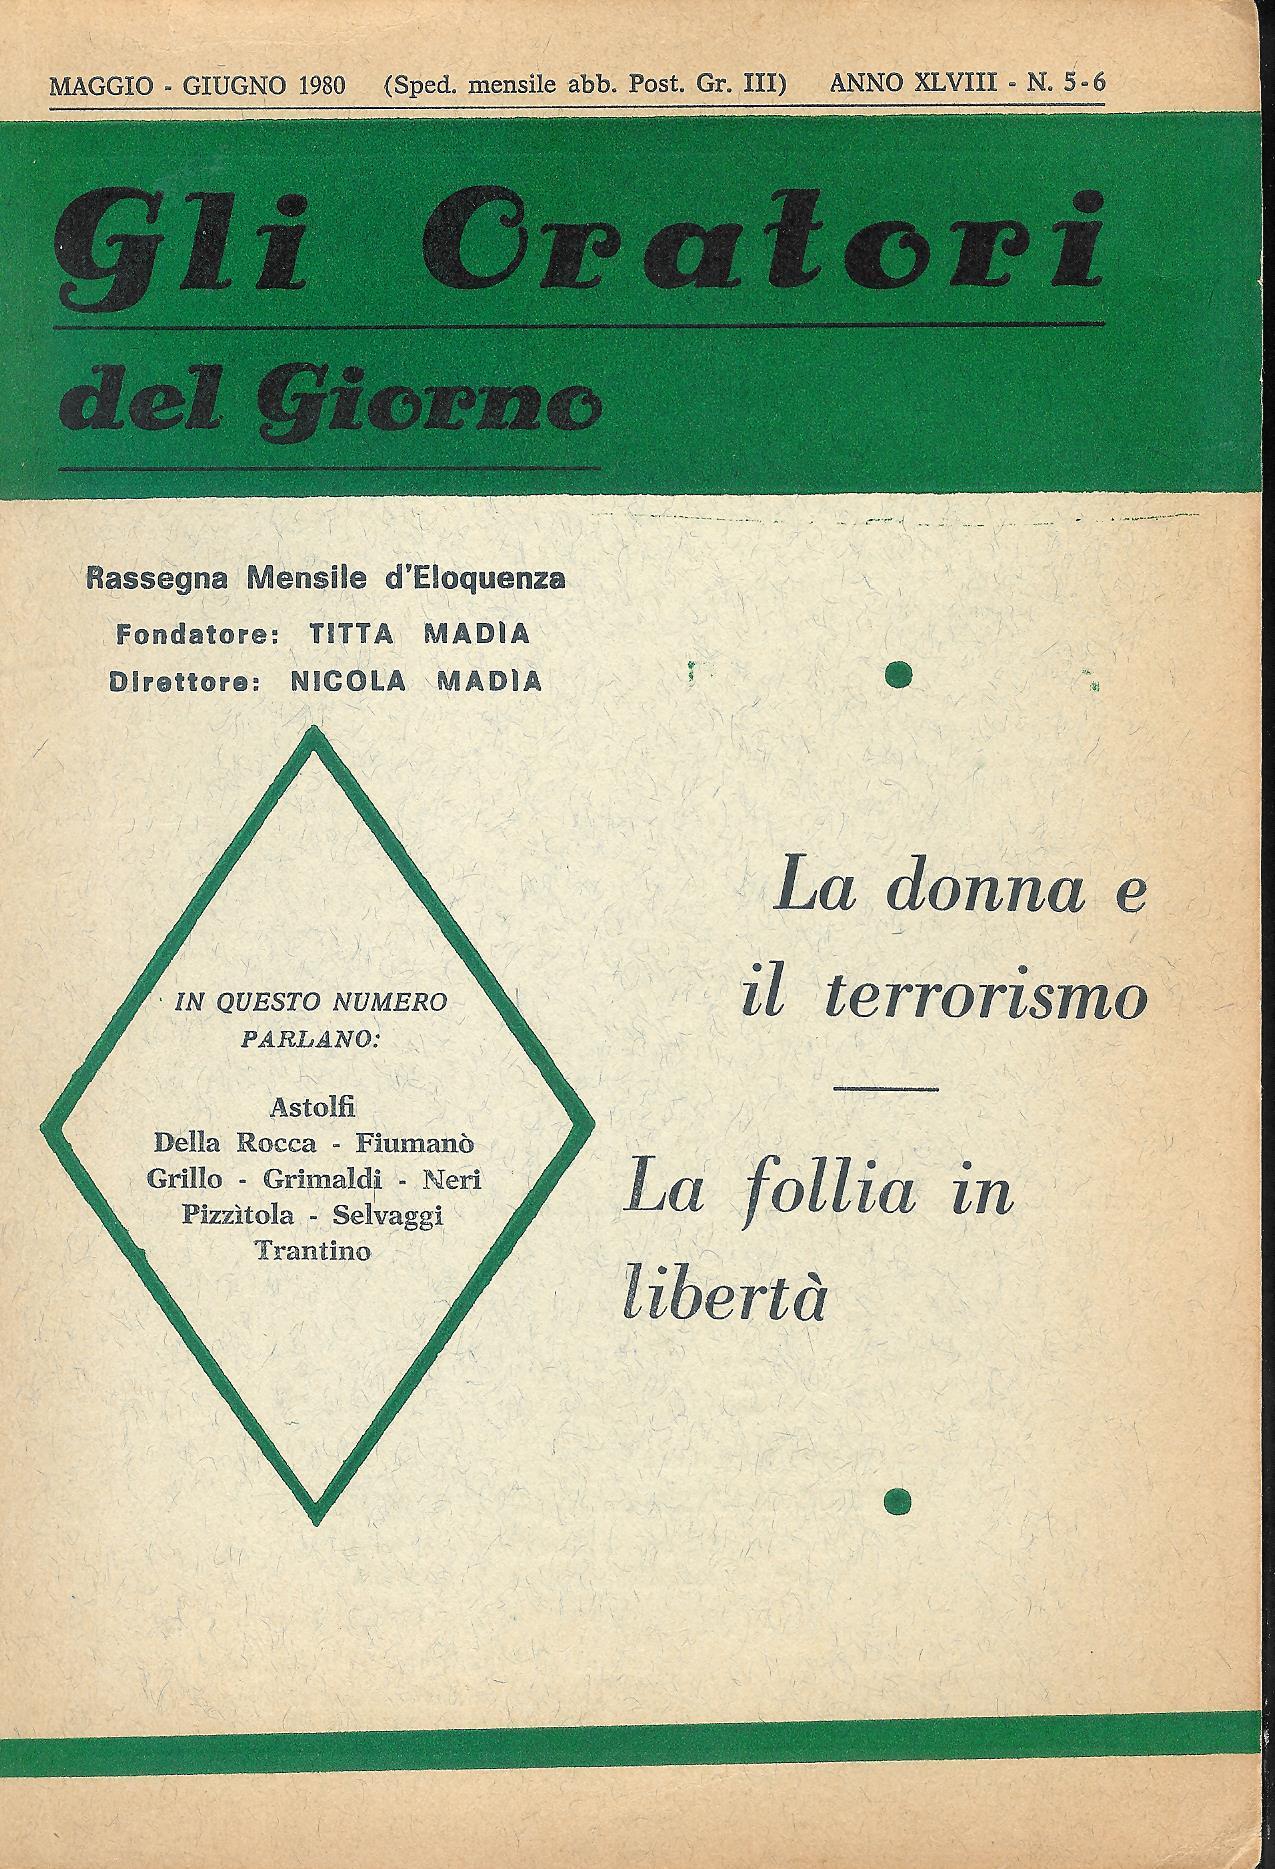 MAGGIO - GIUGNO 1980 (Sped. mensile abb. Post. Gr. III) ANNO XLVIII - N. 5-6
Gli Oratori
del Giorno
Rassegna Mensile d'Eloquenza
Fondatore: TITTA MADÌA
Direttore: NICOLA MADÌA
IN QUESTO NUMERO
PARLANO:
Astolfi
Della Rocca - Fiumanò
Grillo - Grimaldi - Neri
Pizzìtola - Selvaggi
Trantino
La donna e
il terrorismo
La follia in
libertà